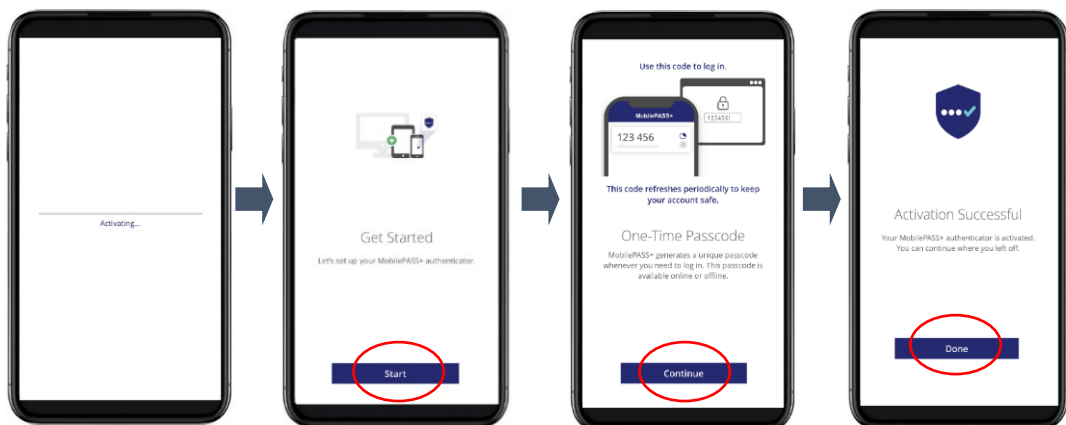 Activating...
Get Started
Let's set up your MobilePASS+ authenticator.
Start
Use this code to log in.
MobilePASS+
123 456
123456
This code refreshes periodically to keep
your account safe.
One-Time Passcode
MobilePASS+ generates a unique passcode
whenever you need to log in. This passcode is
available online or offline.
Continue
Activation Successful
Your MobilePASS+ authenticator is activated.
You can continue where you left off.
Done